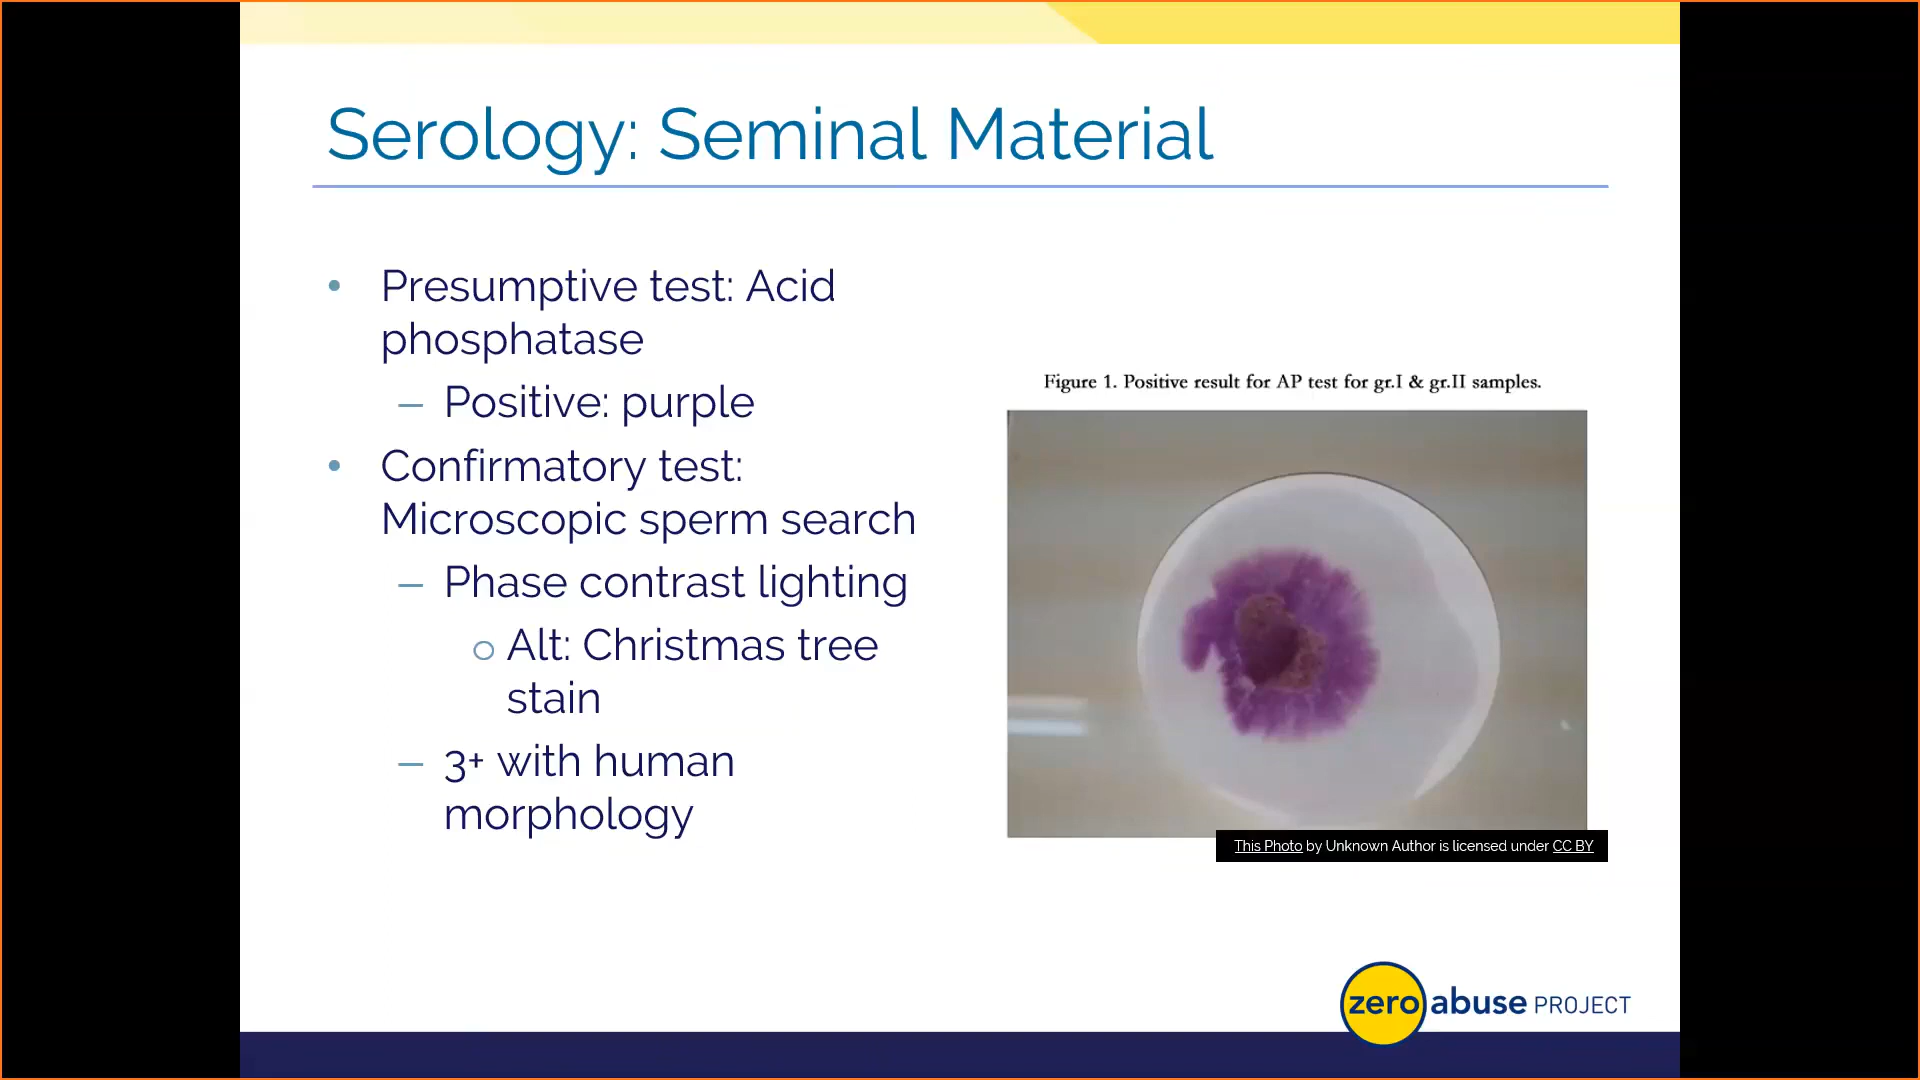 Serology: Seminal Material
• Presumptive test: Acid
phosphatase
– Positive: purple
• Confirmatory test:
Microscopic sperm search
– Phase contrast lighting
o Alt: Christmas tree
stain
– 3+ with human
morphology
Figure 1. Positive result for AP test for gr.I & gr.II samples.
This Photo by Unknown Author is licensed under CC BY
zero abuse PROJECT